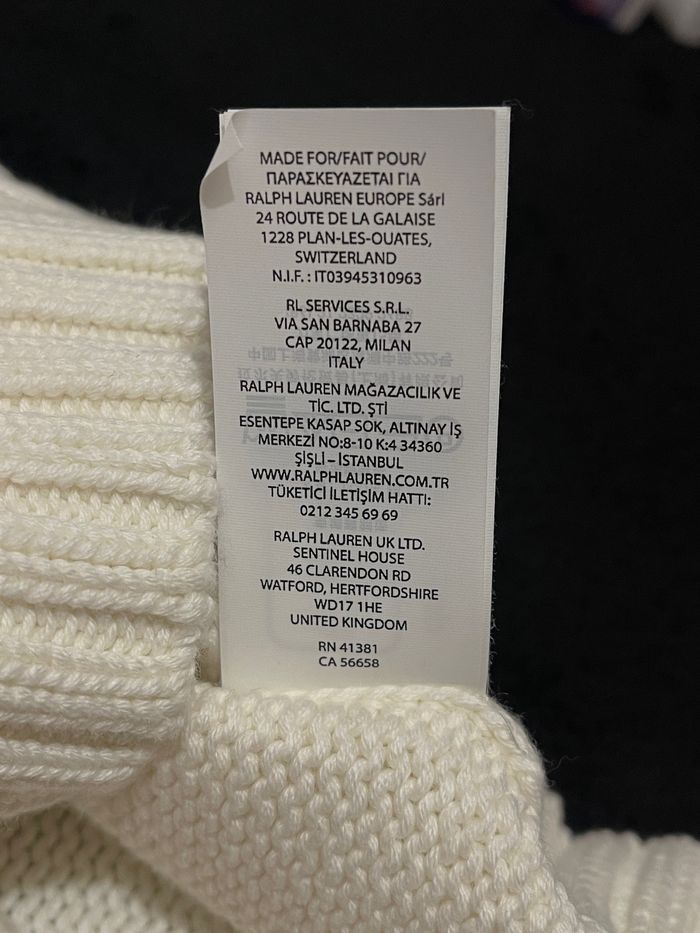 MADE FOR/FAIT POUR/
ΠΑΡΑΣΚΕΥΑΖΕΤΑΙ ΓΙΑ
RALPH LAUREN EUROPE Sárl
24 ROUTE DE LA GALAISE
1228 PLAN-LES-OUATES,
SWITZERLAND
N.I.F.: IT03945310963
RL SERVICES S.R.L.
VIA SAN BARNABA 27
CAP 20122, MILAN
ITALY
RALPH LAUREN MAĞAZACILIK VE
TİC. LTD. ŞTİ
ESENTEPE KASAP SOK, ALTINAY İŞ
MERKEZİ NO:8-10 K:4 34360
ŞİŞLİ – İSTANBUL
WWW.RALPHLAUREN.COM.TR
TÜKETİCİ İLETİŞİM HATTI:
0212 345 69 69
RALPH LAUREN UK LTD.
SENTINEL HOUSE
46 CLARENDON RD
WATFORD, HERTFORDSHIRE
WD17 1HE
UNITED KINGDOM
RN 41381
CA 56658